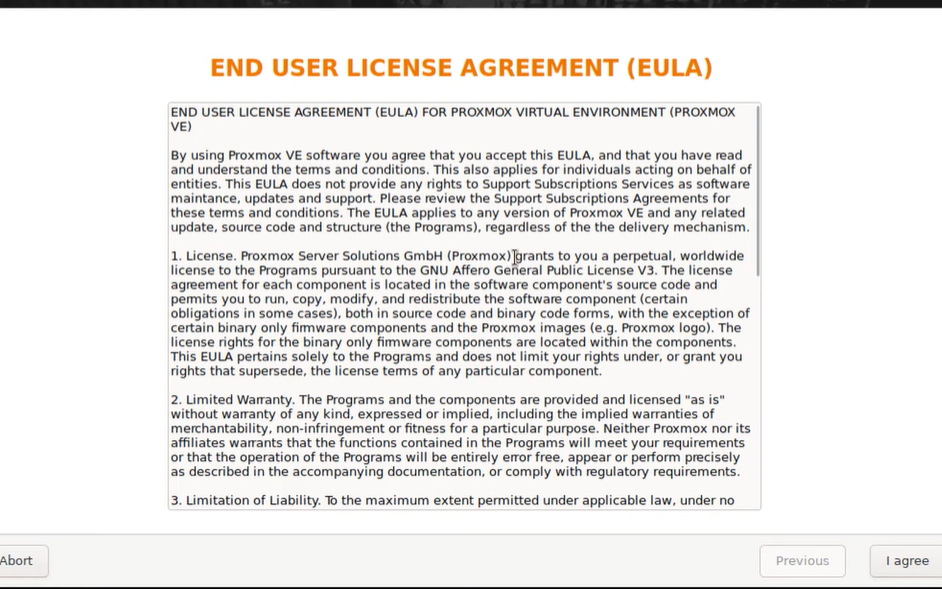 END USER LICENSE AGREEMENT (EULA)
END USER LICENSE AGREEMENT (EULA) FOR PROXMOX VIRTUAL ENVIRONMENT (PROXMOX
VE)
By using Proxmox VE software you agree that you accept this EULA, and that you have read
and understand the terms and conditions. This also applies for individuals acting on behalf of
entities. This EULA does not provide any rights to Support Subscriptions Services as software
maintance, updates and support. Please review the Support Subscriptions Agreements for
these terms and conditions. The EULA applies to any version of Proxmox VE and any related
update, source code and structure (the Programs), regardless of the the delivery mechanism.
1. License. Proxmox Server Solutions GmbH (Proxmox) grants to you a perpetual, worldwide
license to the Programs pursuant to the GNU Affero General Public License V3. The license
agreement for each component is located in the software component's source code and
permits you to run, copy, modify, and redistribute the software component (certain
obligations in some cases), both in source code and binary code forms, with the exception of
certain binary only firmware components and the Proxmox images (e.g. Proxmox logo). The
license rights for the binary only firmware components are located within the components.
This EULA pertains solely to the Programs and does not limit your rights under, or grant you
rights that supersede, the license terms of any particular component.
2. Limited Warranty. The Programs and the components are provided and licensed "as is"
without warranty of any kind, expressed or implied, including the implied warranties of
merchantability, non-infringement or fitness for a particular purpose. Neither Proxmox nor its
affiliates warrants that the functions contained in the Programs will meet your requirements
or that the operation of the Programs will be entirely error free, appear or perform precisely
as described in the accompanying documentation, or comply with regulatory requirements.
3. Limitation of Liability. To the maximum extent permitted under applicable law, under no
Abort
Previous
I agree